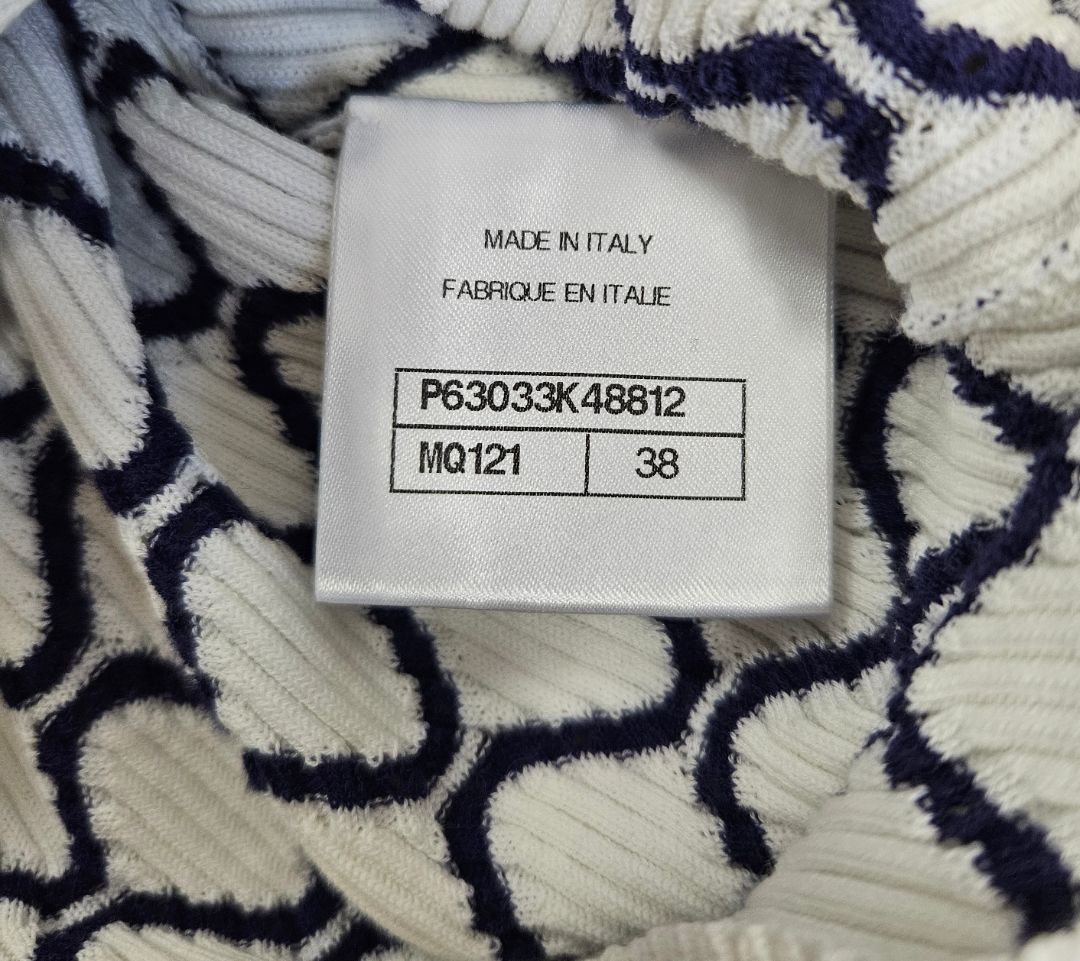 MADE IN ITALY
FABRIQUE EN ITALIE
P63033K48812
MQ121 38